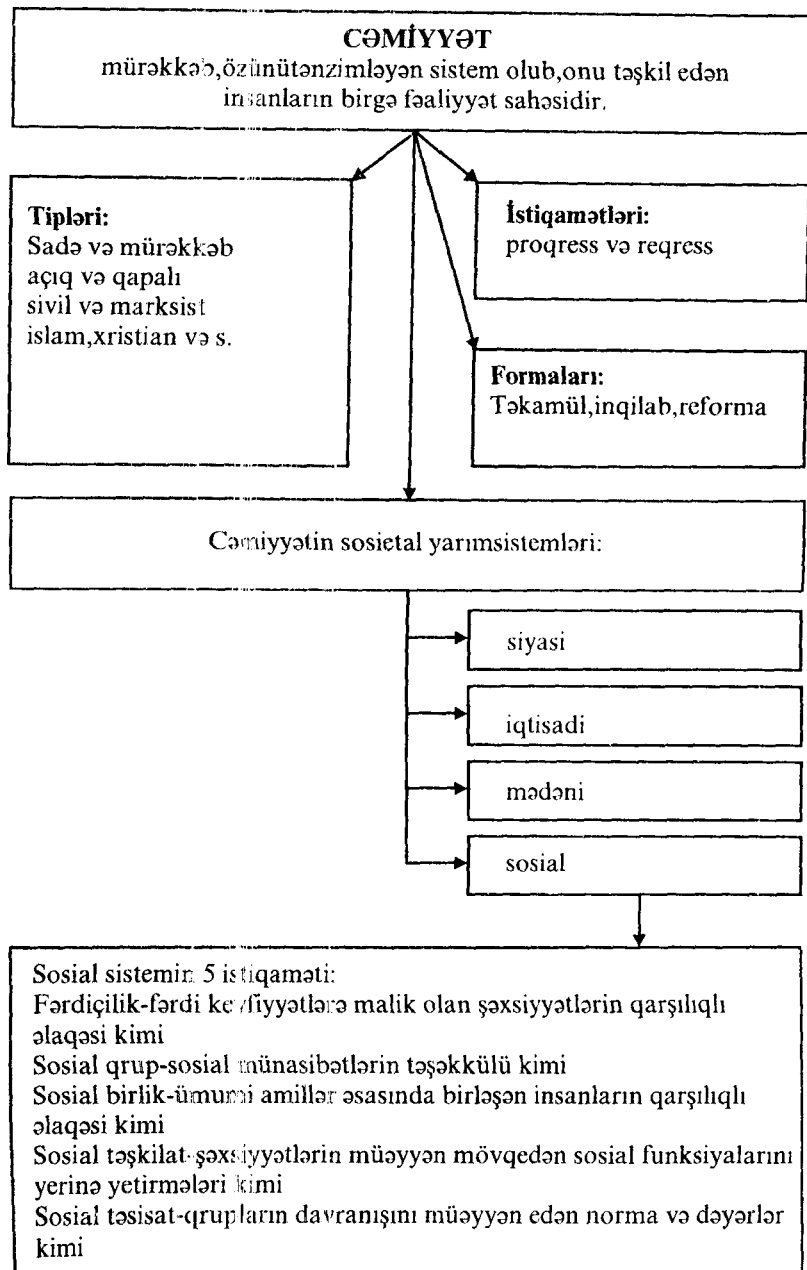 CƏMİYYƏT
mürəkkəb,özünütənzimləyən sistem olub,onu təşkil edən
insanların birgə fəaliyyət sahəsidir.
Tipləri:
Sadə və mürəkkəb
açıq və qapalı
sivil və marksist
islam,xristian və s.
İstiqamətləri:
proqress və reqress
Formaları:
Təkamül,inqilab,reforma
Cəmiyyətin sosietal yarımsistemləri:
siyasi
iqtisadi
mədəni
sosial
Sosial sistemin 5 istiqaməti:
Fərdiçilik-fərdi keyfiyyətlərə malik olan şəxsiyyətlərin qarşılıqlı
əlaqəsi kimi
Sosial qrup-sosial münasibətlərin təşəkkülü kimi
Sosial birlik-ümumi amillər əsasında birləşən insanların qarşılıqlı
əlaqəsi kimi
Sosial təşkilat-şəxsiyyətlərin müəyyən mövqedən sosial funksiyalarını
yerinə yetirmələri kimi
Sosial təsisat-qrupların davranışını müəyyən edən norma və dəyərlər
kimi